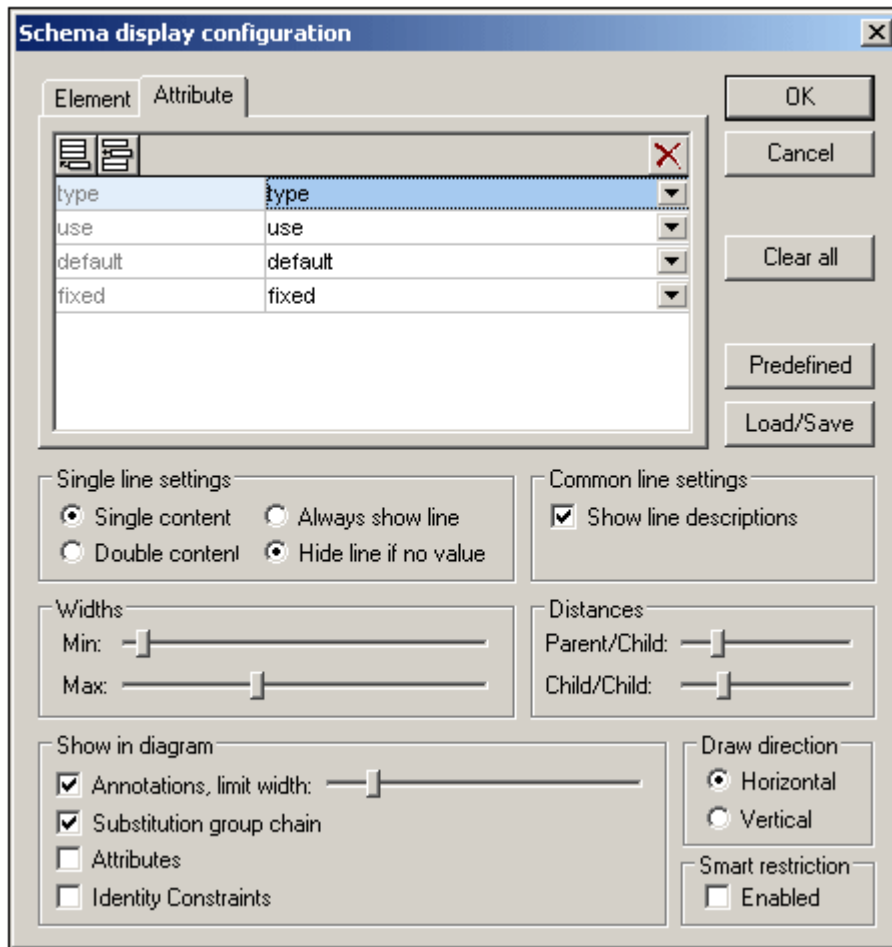 Schema display configuration
Element Attribute
OK
Cancel
type type
use use
default default
fixed fixed
Clear all
Predefined
Load/Save
Single line settings
Single content Always show line
Double content Hide line if no value
Common line settings
Show line descriptions
Widths
Min:
Max:
Distances
Parent/Child:
Child/Child:
Show in diagram
Annotations, limit width:
Substitution group chain
Attributes
Identity Constraints
Draw direction
Horizontal
Vertical
Smart restriction
Enabled